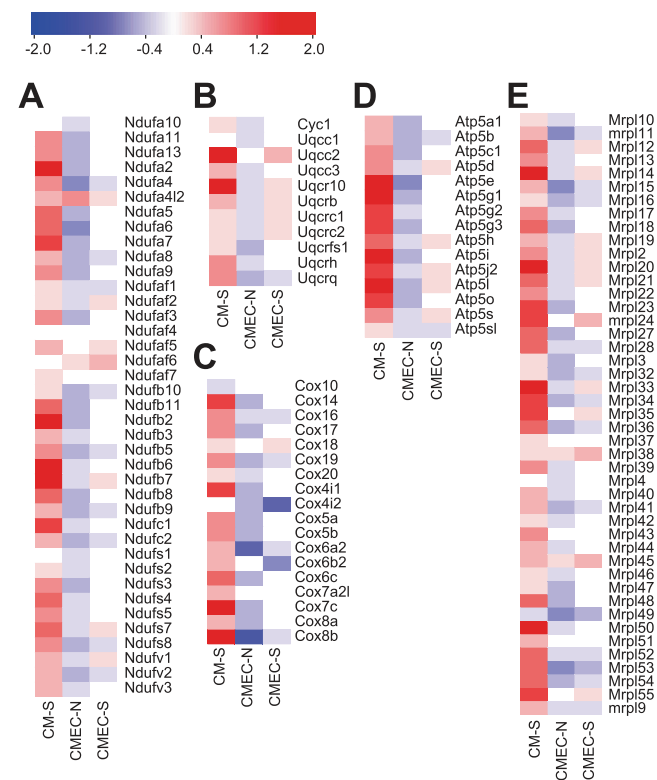 -2.0 -1.2 -0.4 0.4 1.2 2.0
A
Ndufa10
Ndufa11
Ndufa13
Ndufa2
Ndufa4
Ndufa4l2
Ndufa5
Ndufa6
Ndufa7
Ndufa8
Ndufa9
Ndufaf1
Ndufaf2
Ndufaf3
Ndufaf4
Ndufaf5
Ndufaf6
Ndufaf7
Ndufb10
Ndufb11
Ndufb2
Ndufb3
Ndufb5
Ndufb6
Ndufb7
Ndufb8
Ndufb9
Ndufc1
Ndufc2
Ndufs1
Ndufs2
Ndufs3
Ndufs4
Ndufs5
Ndufs7
Ndufs8
Ndufv1
Ndufv2
Ndufv3
CM-S
CMEC-N
CMEC-S
B
Cyc1
Uqcc1
Uqcc2
Uqcc3
Uqcr10
Uqcrb
Uqcrc1
Uqcrc2
Uqcrfs1
Uqcrh
Uqcrq
CM-S
CMEC-N
CMEC-S
C
Cox10
Cox14
Cox16
Cox17
Cox18
Cox19
Cox20
Cox4i1
Cox4i2
Cox5a
Cox5b
Cox6a2
Cox6b2
Cox6c
Cox7a2l
Cox7c
Cox8a
Cox8b
CM-S
CMEC-N
CMEC-S
D
Atp5a1
Atp5b
Atp5c1
Atp5d
Atp5e
Atp5g1
Atp5g2
Atp5g3
Atp5h
Atp5i
Atp5j2
Atp5l
Atp5o
Atp5s
Atp5sl
CM-S
CMEC-N
CMEC-S
E
Mrpl10
mrpl11
Mrpl12
Mrpl13
Mrpl14
Mrpl15
Mrpl16
Mrpl17
Mrpl18
Mrpl19
Mrpl2
Mrpl20
Mrpl21
Mrpl22
Mrpl23
mrpl24
Mrpl27
Mrpl28
Mrpl3
Mrpl32
Mrpl33
Mrpl34
Mrpl35
Mrpl36
Mrpl37
Mrpl38
Mrpl39
Mrpl4
Mrpl40
Mrpl41
Mrpl42
Mrpl43
Mrpl44
Mrpl45
Mrpl46
Mrpl47
Mrpl48
Mrpl49
Mrpl50
Mrpl51
Mrpl52
Mrpl53
Mrpl54
Mrpl55
mrpl9
CM-S
CMEC-N
CMEC-S